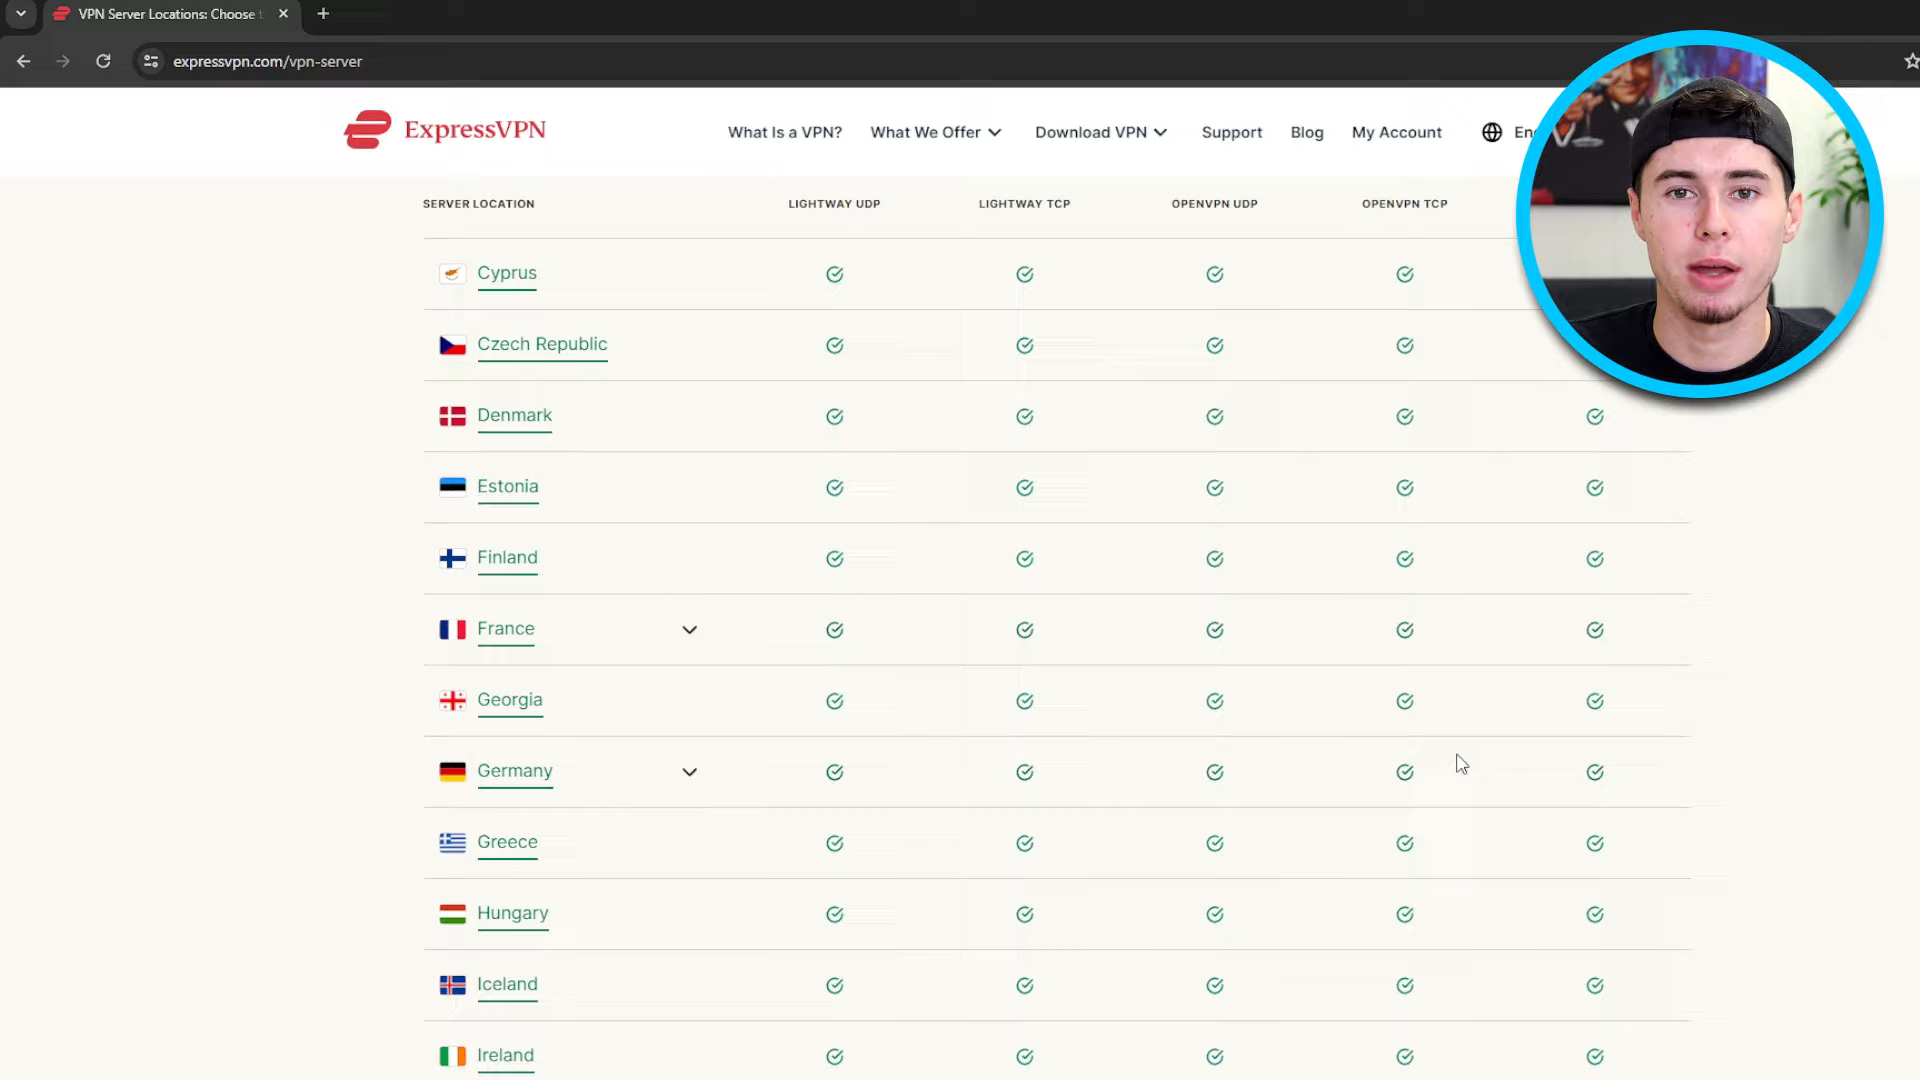 VPN Server Locations: Choose t
expressvpn.com/vpn-server
ExpressVPN
What Is a VPN? What We Offer Download VPN Support Blog My Account En
SERVER LOCATION LIGHTWAY UDP LIGHTWAY TCP OPENVPN UDP OPENVPN TCP
Cyprus
Czech Republic
Denmark
Estonia
Finland
France
Georgia
Germany
Greece
Hungary
Iceland
Ireland